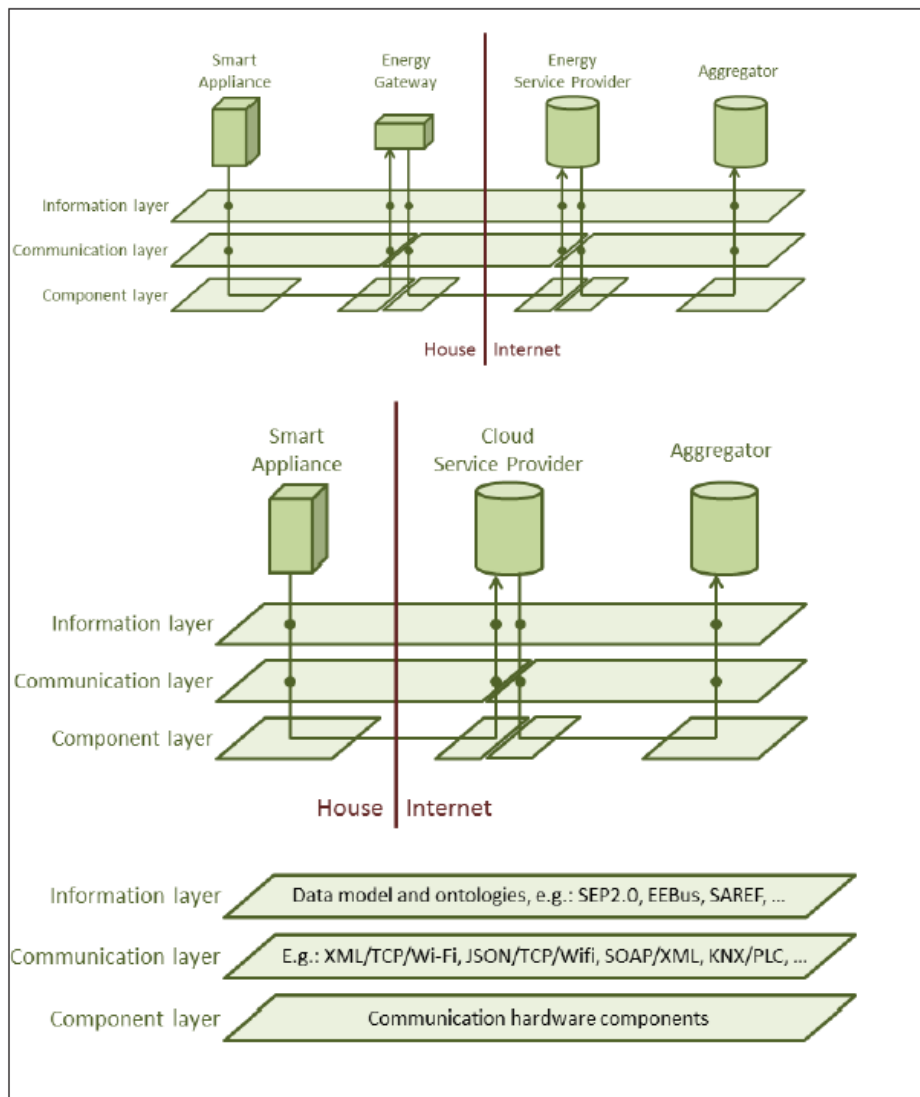 Smart
Appliance
Energy
Gateway
Energy
Service Provider
Aggregator
Information layer
Communication layer
Component layer
House
Internet
Smart
Appliance
Cloud
Service Provider
Aggregator
Information layer
Communication layer
Component layer
House
Internet
Information layer
Data model and ontologies, e.g.: SEP2.0, EEBus, SAREF, ...
Communication layer
E.g.: XML/TCP/Wi-Fi, JSON/TCP/Wifi, SOAP/XML, KNX/PLC, ...
Component layer
Communication hardware components